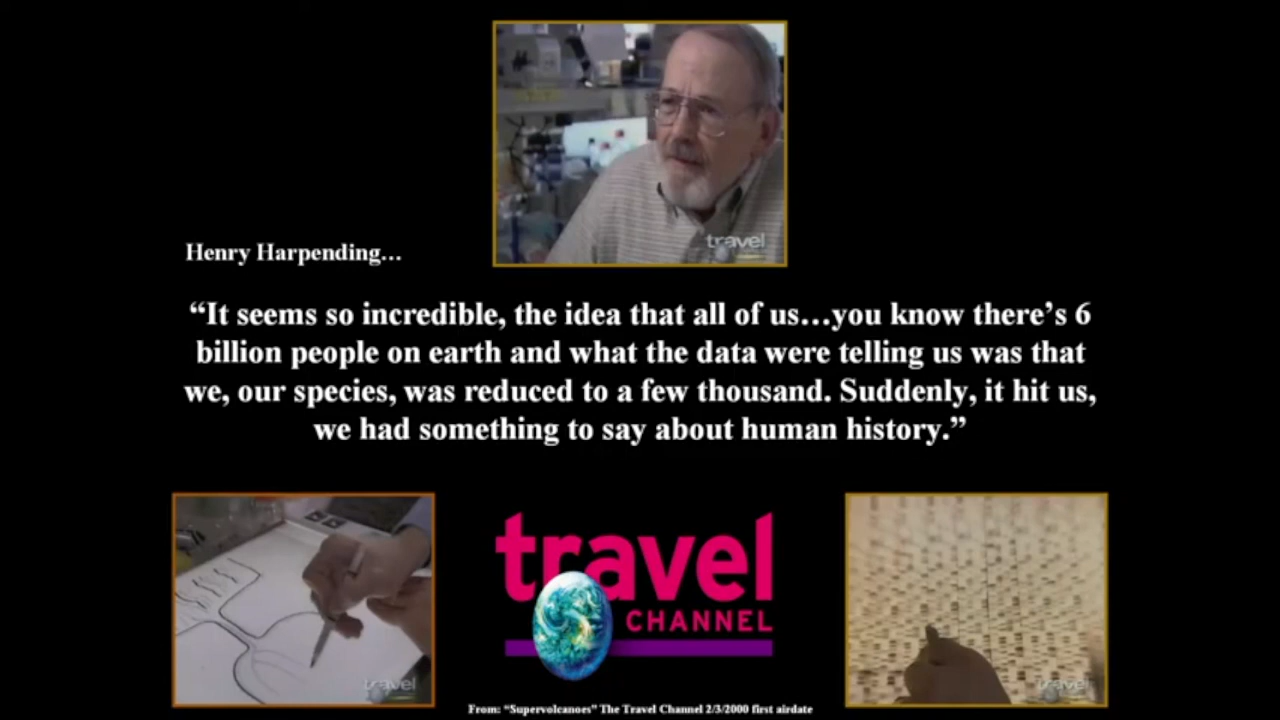 travel
Henry Harpending...
“It seems so incredible, the idea that all of us...you know there’s 6
billion people on earth and what the data were telling us was that
we, our species, was reduced to a few thousand. Suddenly, it hit us,
we had something to say about human history.”
travel
CHANNEL
travel
travel
From: “Supervolcanoes” The Travel Channel 2/3/2000 first airdate